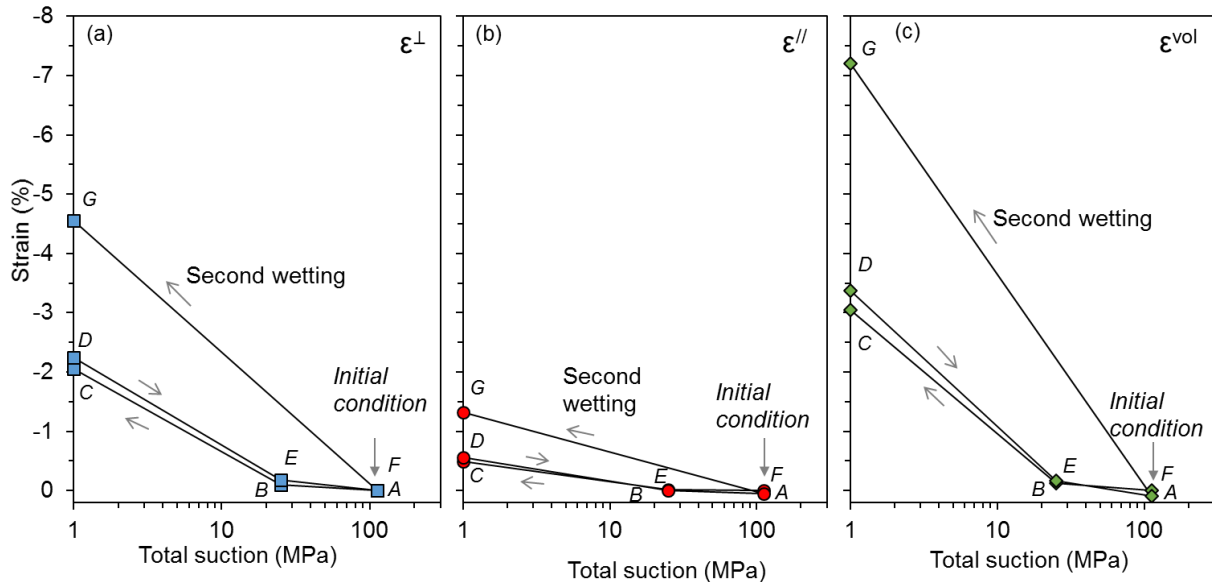 -8
-7
-6
-5
-4
-3
-2
-1
0
Strain (%)
(a)
ε⊥
G
Second wetting
D
C
Initial
condition
E
B
F
A
1
10
100
Total suction (MPa)
(b)
ε//
G
Second
wetting
D
C
Initial
condition
E
B
F
A
1
10
100
Total suction (MPa)
(c)
εvol
G
Second wetting
D
C
Initial
condition
E
B
F
A
1
10
100
Total suction (MPa)